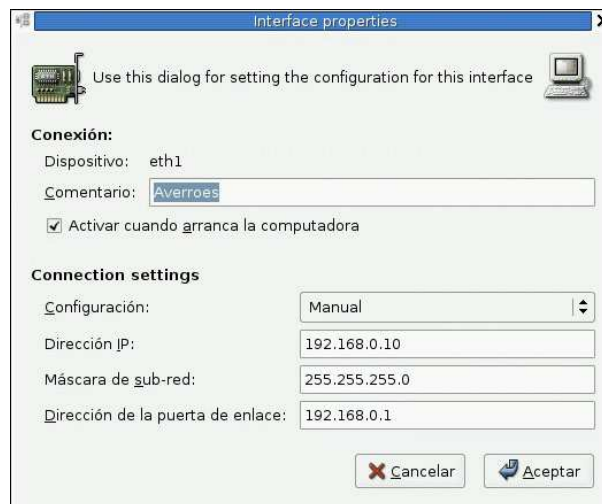 Interface properties
Use this dialog for setting the configuration for this interface
Conexión:
Dispositivo: eth1
Comentario: Averroes
Activar cuando arranca la computadora
Connection settings
Configuración: Manual
Dirección IP: 192.168.0.10
Máscara de sub-red: 255.255.255.0
Dirección de la puerta de enlace: 192.168.0.1
Cancelar Aceptar